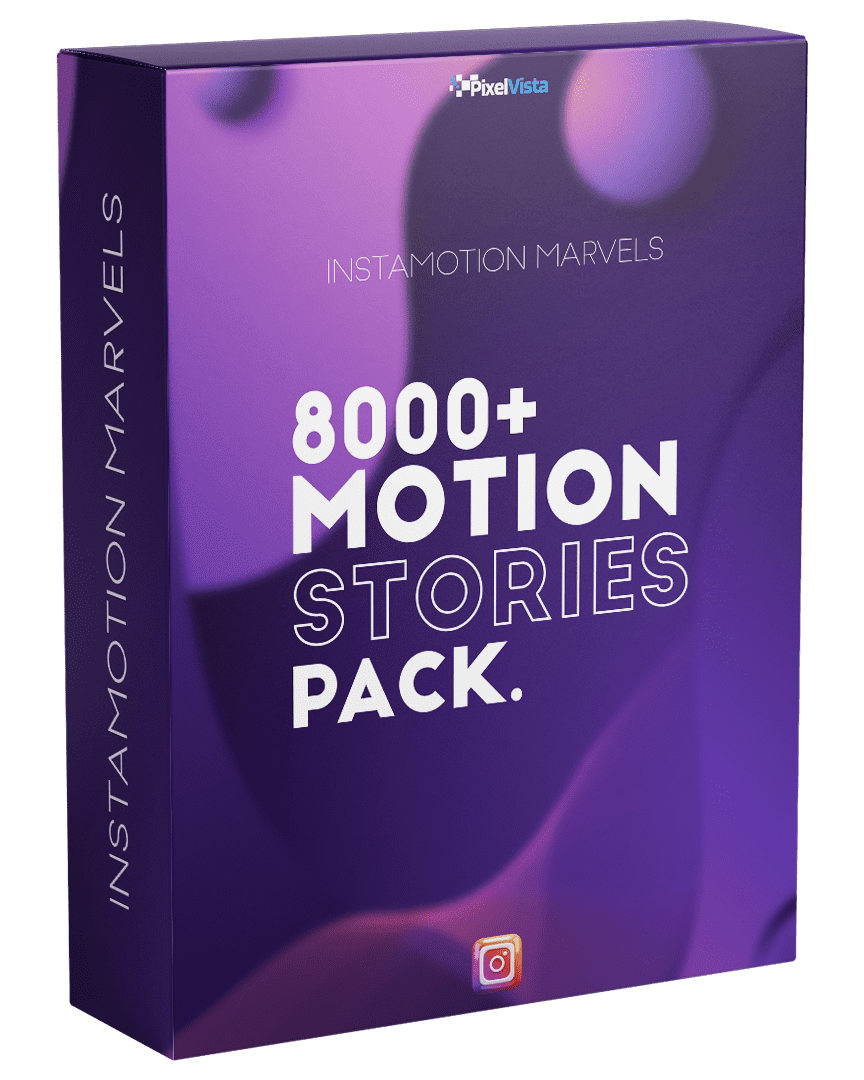 PixelVista
INSTAMOTION MARVELS
8000+
MOTION
STORIES
PACK.
INSTAMOTION MARVELS